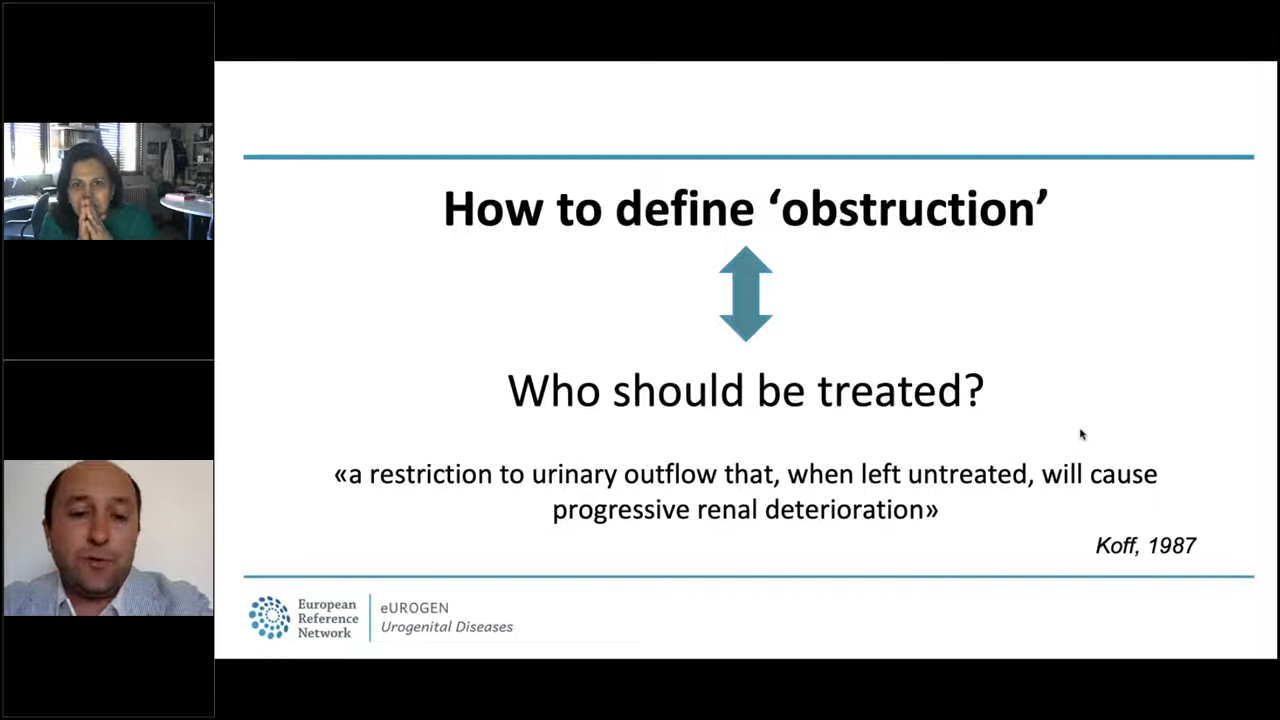 How to define ‘obstruction’
Who should be treated?
«a restriction to urinary outflow that, when left untreated, will cause
progressive renal deterioration»
Koff, 1987
European
Reference
Network
eUROGEN
Urogenital Diseases